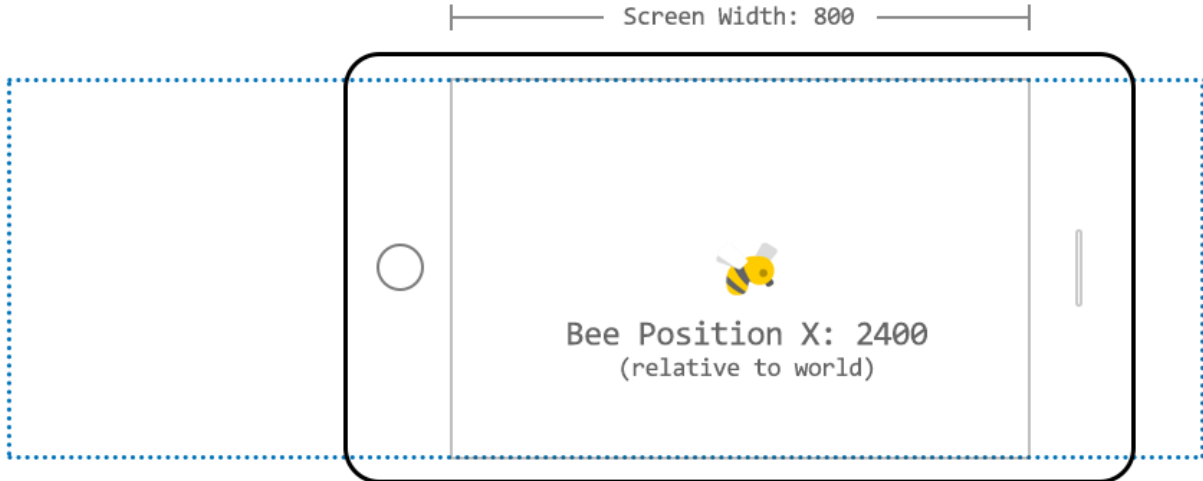 Screen Width: 800
Bee Position X: 2400
(relative to world)